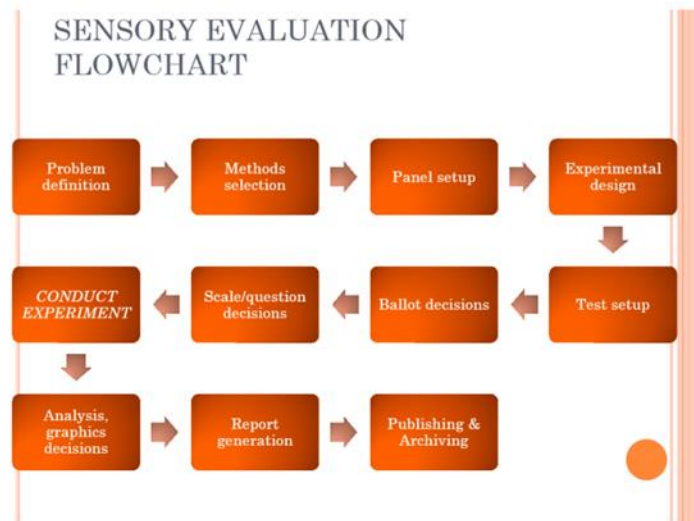 SENSORY EVALUATION
FLOWCHART
Problem
definition
Methods
selection
Panel setup
Experimental
design
Test setup
Ballot decisions
Scale/question
decisions
CONDUCT
EXPERIMENT
Analysis,
graphics
decisions
Report
generation
Publishing &
Archiving